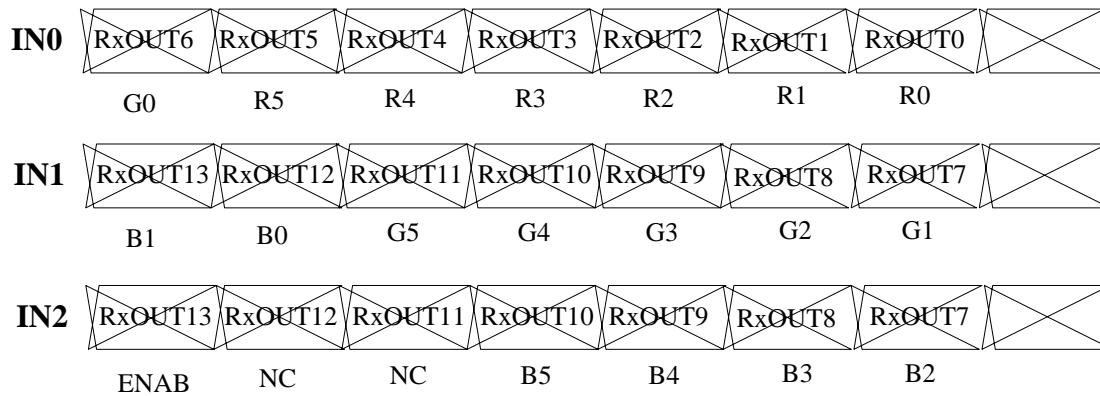 IN0 RxOUT6 RxOUT5 RxOUT4 RxOUT3 RxOUT2 RxOUT1 RxOUT0
G0 R5 R4 R3 R2 R1 R0
IN1 RxOUT13 RxOUT12 RxOUT11 RxOUT10 RxOUT9 RxOUT8 RxOUT7
B1 B0 G5 G4 G3 G2 G1
IN2 RxOUT13 RxOUT12 RxOUT11 RxOUT10 RxOUT9 RxOUT8 RxOUT7
ENAB NC NC B5 B4 B3 B2